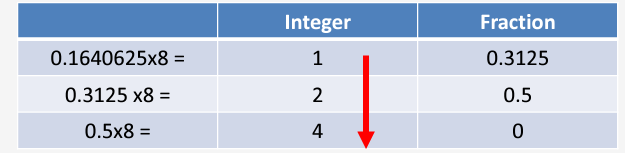 Integer Fraction
0.1640625x8 = 1 0.3125
0.3125 x8 = 2 0.5
0.5x8 = 4 0